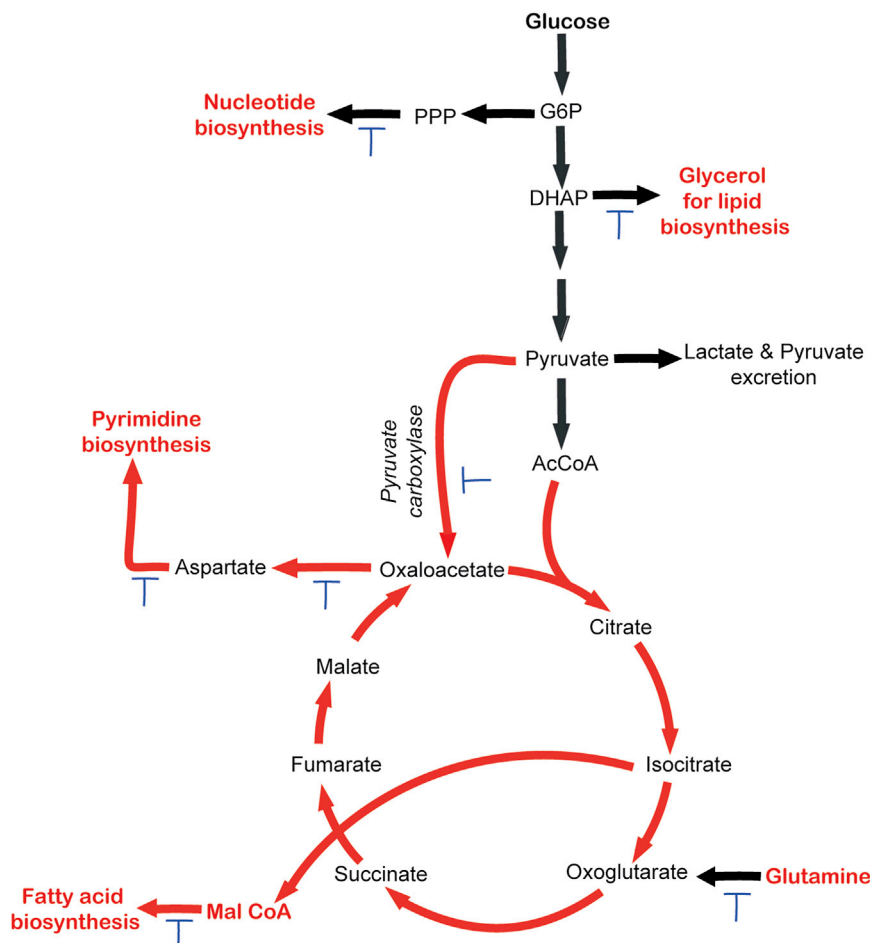 Glucose
Nucleotide
biosynthesis
PPP
G6P
DHAP
Glycerol
for lipid
biosynthesis
Pyruvate
Lactate & Pyruvate
excretion
Pyruvate
carboxylase
Pyrimidine
biosynthesis
AcCoA
Aspartate
Oxaloacetate
Citrate
Malate
Fumarate
Isocitrate
Succinate
Oxoglutarate
Glutamine
Fatty acid
biosynthesis
Mal CoA